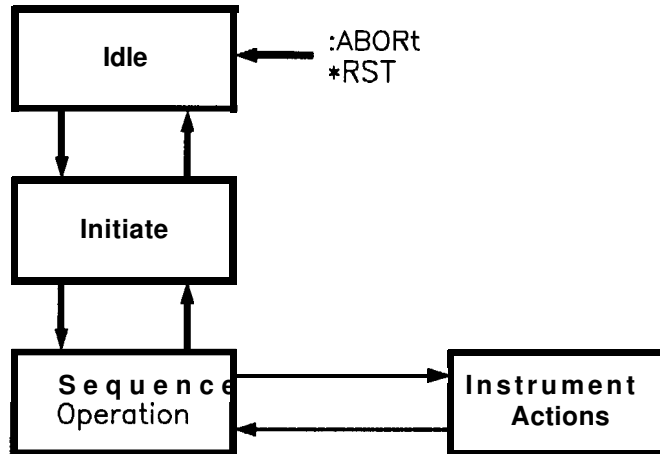 Idle
:ABORt
*RST
Initiate
Sequence
Operation
Instrument
Actions